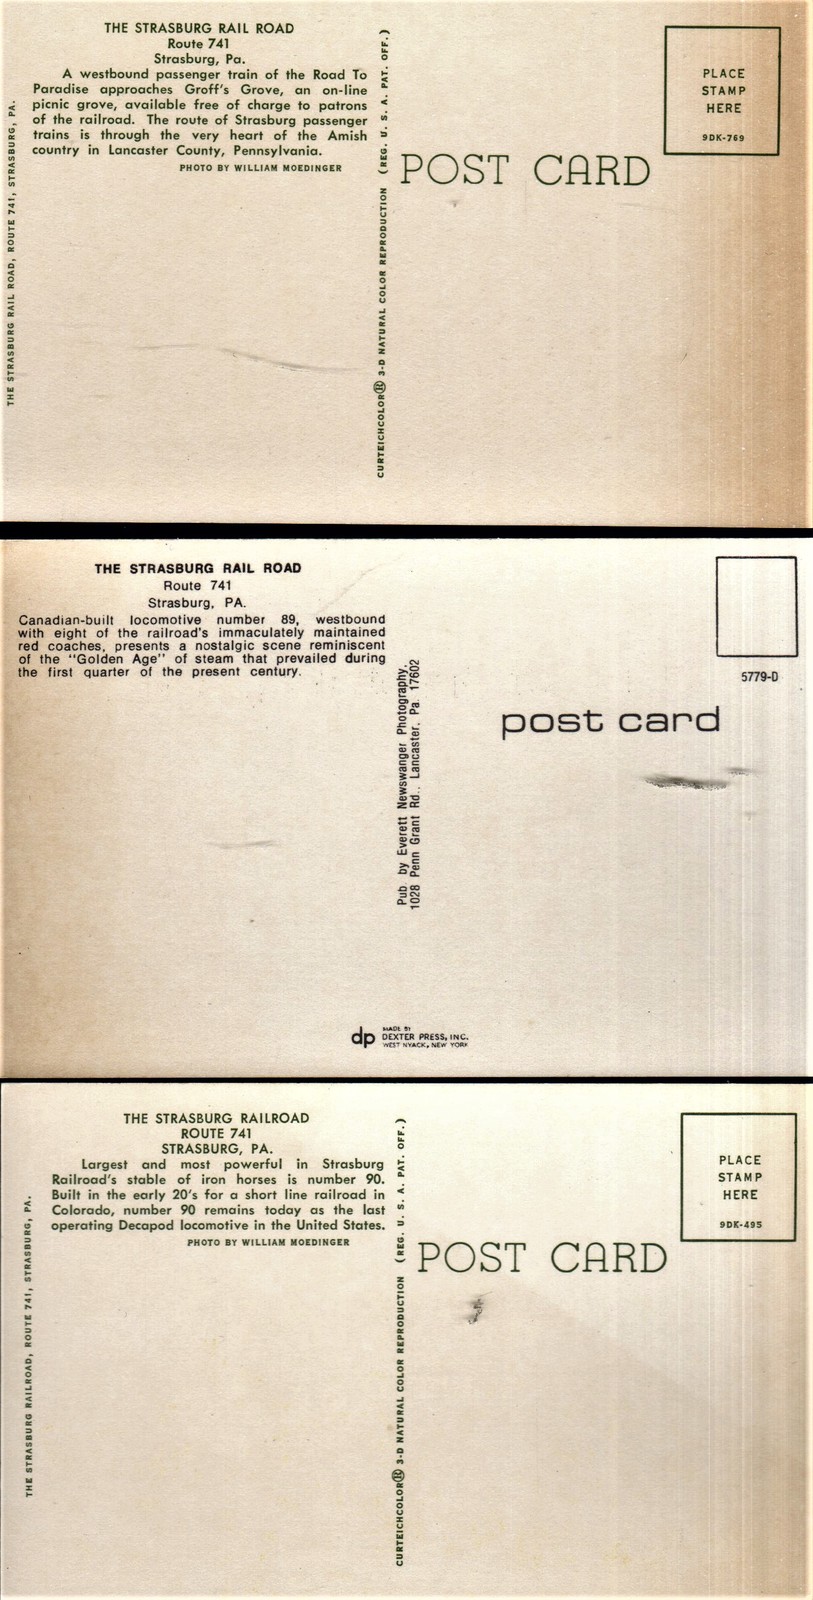 THE STRASBURG RAIL ROAD
Route 741
Strasburg, Pa.
A westbound passenger train of the Road To
Paradise approaches Groff's Grove, an on-line
picnic grove, available free of charge to patrons
of the railroad. The route of Strasburg passenger
trains is through the very heart of the Amish
country in Lancaster County, Pennsylvania.
PHOTO BY WILLIAM MOEDINGER
THE STRASBURG RAIL ROAD, ROUTE 741, STRASBURG, PA.
CURTEICHCOLOR® 3-D NATURAL COLOR REPRODUCTION (REG. U. S. A. PAT. OFF.)
POST CARD
PLACE
STAMP
HERE
9DK-769
THE STRASBURG RAIL ROAD
Route 741
Strasburg, PA.
Canadian-built locomotive number 89, westbound
with eight of the railroad's immaculately maintained
red coaches, presents a nostalgic scene reminiscent
of the "Golden Age" of steam that prevailed during
the first quarter of the present century.
Pub. by Everett Newswanger Photography.
1028 Penn Grant Rd., Lancaster, Pa. 17602
5779-D
post card
dp
MADE BY
DEXTER PRESS, INC.
WEST NYACK, NEW YORK
THE STRASBURG RAILROAD
ROUTE 741
STRASBURG, PA.
Largest and most powerful in Strasburg
Railroad's stable of iron horses is number 90.
Built in the early 20's for a short line railroad in
Colorado, number 90 remains today as the last
operating Decapod locomotive in the United States.
PHOTO BY WILLIAM MOEDINGER
THE STRASBURG RAILROAD, ROUTE 741, STRASBURG, PA.
CURTEICHCOLOR® 3-D NATURAL COLOR REPRODUCTION (REG. U. S. A. PAT. OFF.)
POST CARD
PLACE
STAMP
HERE
9DK-495